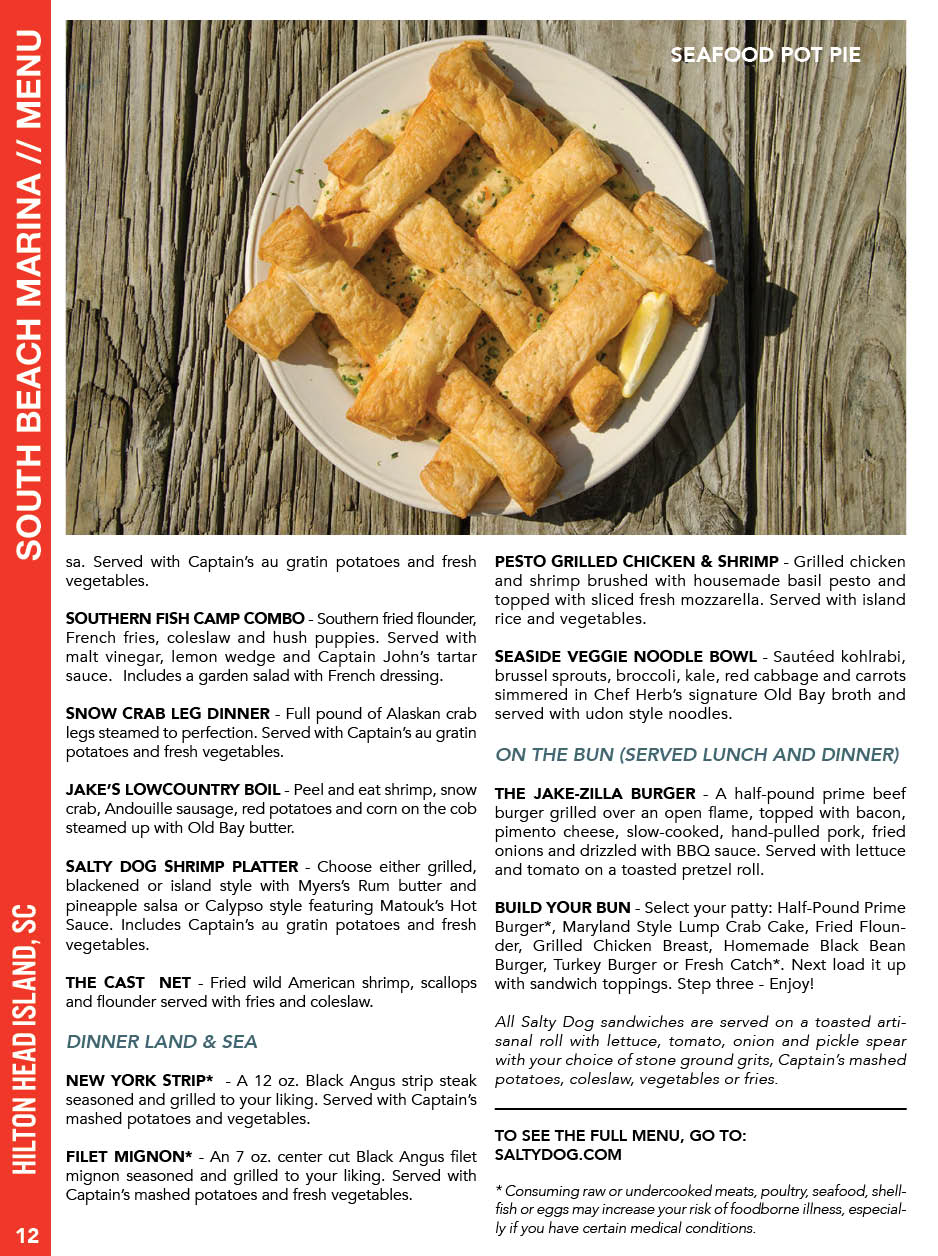 SOUTH BEACH MARINA // MENU
HILTON HEAD ISLAND, SC
12
SEAFOOD POT PIE
sa. Served with Captain’s au gratin potatoes and fresh
vegetables.
SOUTHERN FISH CAMP COMBO - Southern fried flounder,
French fries, coleslaw and hush puppies. Served with
malt vinegar, lemon wedge and Captain John’s tartar
sauce.  Includes a garden salad with French dressing.
SNOW CRAB LEG DINNER - Full pound of Alaskan crab
legs steamed to perfection. Served with Captain’s au gratin
potatoes and fresh vegetables.
JAKE’S LOWCOUNTRY BOIL - Peel and eat shrimp, snow
crab, Andouille sausage, red potatoes and corn on the cob
steamed up with Old Bay butter.
SALTY DOG SHRIMP PLATTER - Choose either grilled,
blackened or island style with Myers’s Rum butter and
pineapple salsa or Calypso style featuring Matouk’s Hot
Sauce. Includes Captain’s au gratin potatoes and fresh
vegetables.
THE CAST  NET - Fried wild American shrimp, scallops
and flounder served with fries and coleslaw.
DINNER LAND & SEA
NEW YORK STRIP*  - A 12 oz. Black Angus strip steak
seasoned and grilled to your liking. Served with Captain’s
mashed potatoes and vegetables.
FILET MIGNON* - An 7 oz. center cut Black Angus filet
mignon seasoned and grilled to your liking. Served with
Captain’s mashed potatoes and fresh vegetables.
PESTO GRILLED CHICKEN & SHRIMP - Grilled chicken
and shrimp brushed with housemade basil pesto and
topped with sliced fresh mozzarella. Served with island
rice and vegetables.
SEASIDE VEGGIE NOODLE BOWL - Sautéed kohlrabi,
brussel sprouts, broccoli, kale, red cabbage and carrots
simmered in Chef Herb’s signature Old Bay broth and
served with udon style noodles.
ON THE BUN (SERVED LUNCH AND DINNER)
THE JAKE-ZILLA BURGER - A half-pound prime beef
burger grilled over an open flame, topped with bacon,
pimento cheese, slow-cooked, hand-pulled pork, fried
onions and drizzled with BBQ sauce. Served with lettuce
and tomato on a toasted pretzel roll.
BUILD YOUR BUN - Select your patty: Half-Pound Prime
Burger*, Maryland Style Lump Crab Cake, Fried Floun-
der, Grilled Chicken Breast, Homemade Black Bean
Burger, Turkey Burger or Fresh Catch*. Next load it up
with sandwich toppings. Step three - Enjoy!
All Salty Dog sandwiches are served on a toasted arti-
sanal roll with lettuce, tomato, onion and pickle spear
with your choice of stone ground grits, Captain’s mashed
potatoes, coleslaw, vegetables or fries.
TO SEE THE FULL MENU, GO TO:
SALTYDOG.COM
* Consuming raw or undercooked meats, poultry, seafood, shell-
fish or eggs may increase your risk of foodborne illness, especial-
ly if you have certain medical conditions.